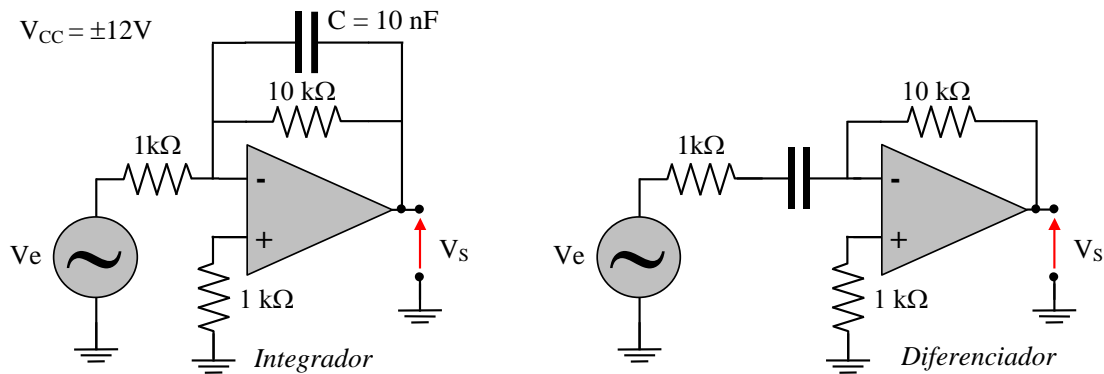 V_CC = ±12V
C = 10 nF
10 kΩ
1kΩ
-
+
Ve
V_S
1 kΩ
Integrador
10 kΩ
1kΩ
-
+
Ve
V_S
1 kΩ
Diferenciador